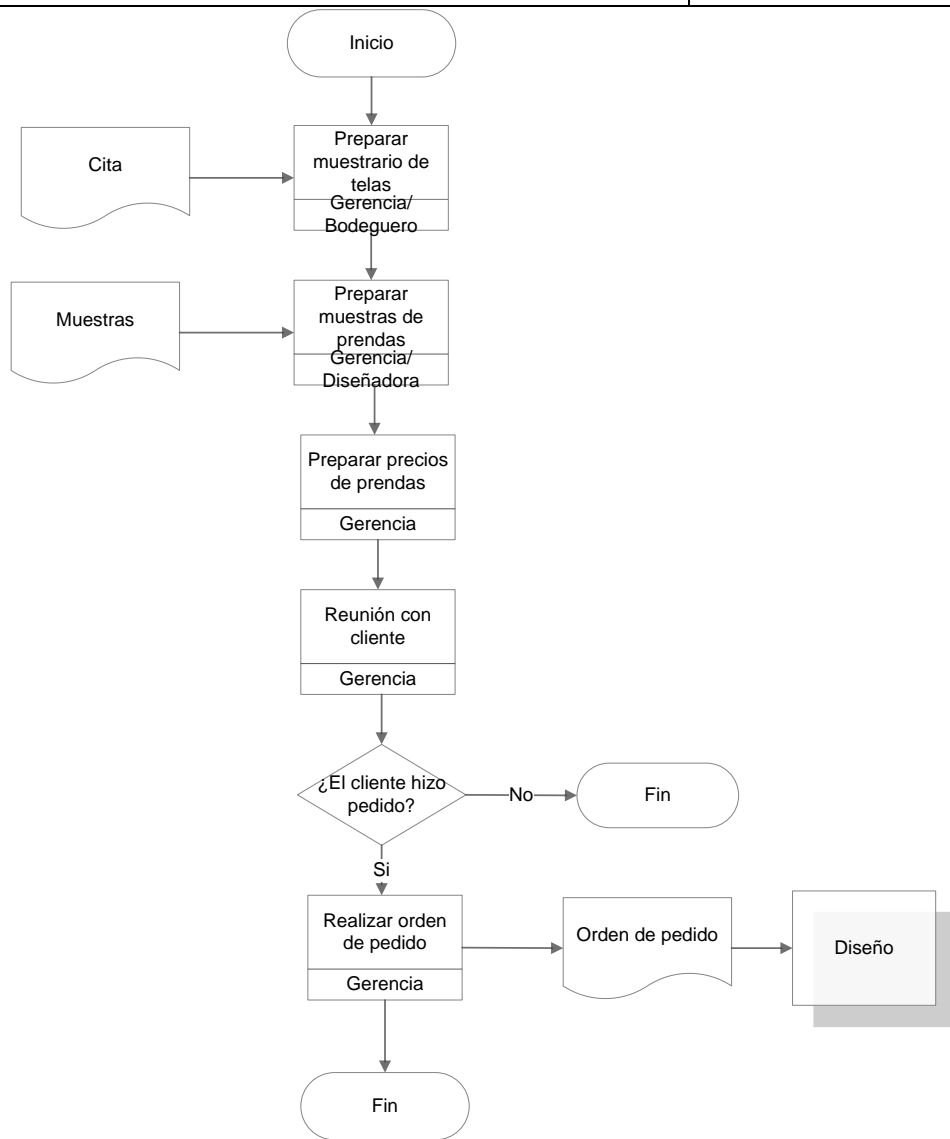 Inicio
Cita
Preparar
muestrario de
telas
Gerencia/
Bodeguero
Muestras
Preparar
muestras de
prendas
Gerencia/
Diseñadora
Preparar precios
de prendas
Gerencia
Reunión con
cliente
Gerencia
¿El cliente hizo
pedido?
No
Fin
Si
Realizar orden
de pedido
Gerencia
Orden de pedido
Diseño
Fin